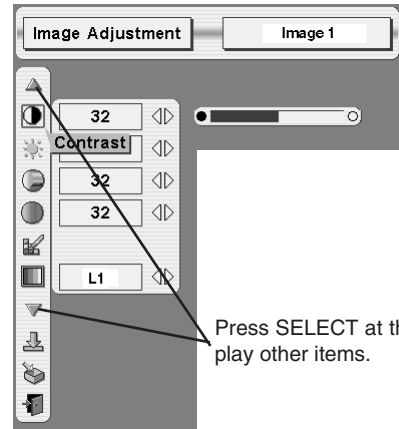 Image Adjustment
Image 1
32
Contrast
32
32
L1
Press SELECT at th
play other items.